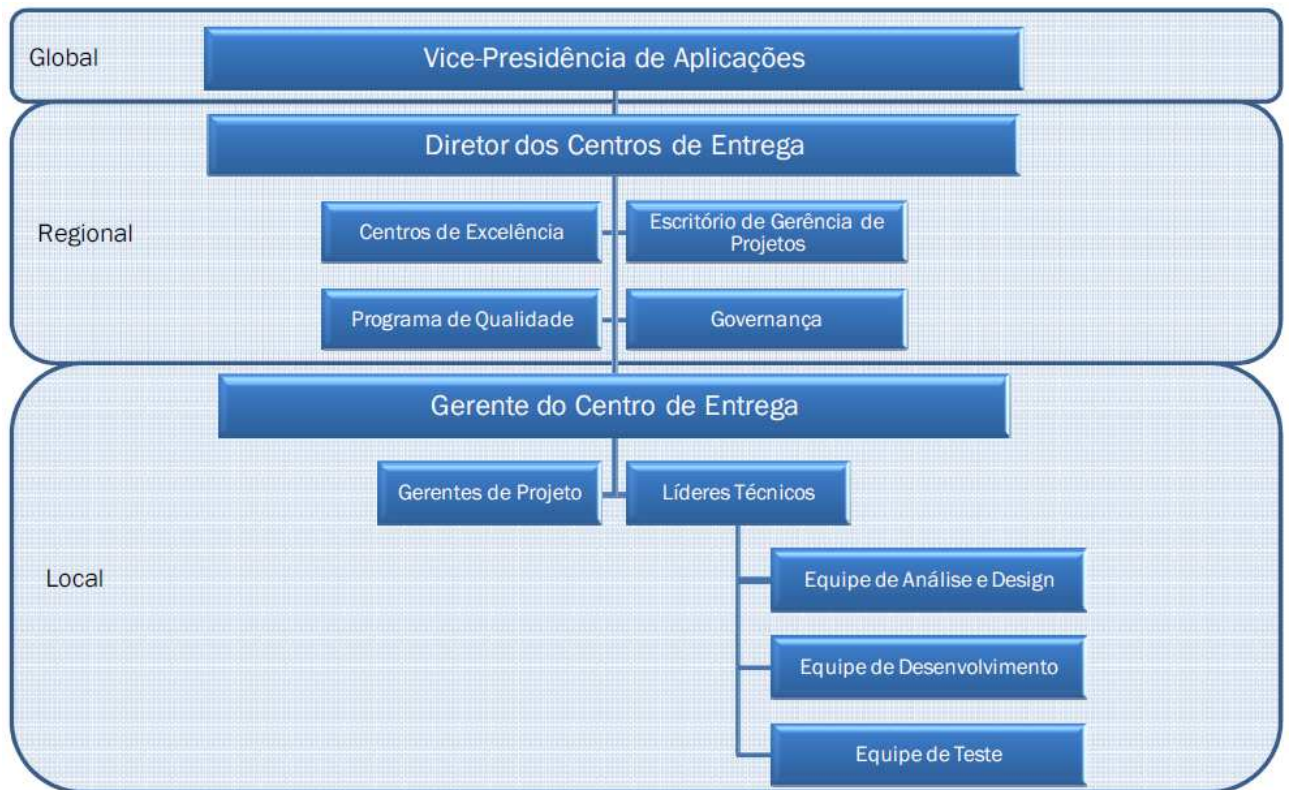 Global
Vice-Presidência de Aplicações
Diretor dos Centros de Entrega
Regional
Centros de Excelência
Escritório de Gerência de
Projetos
Programa de Qualidade
Governança
Gerente do Centro de Entrega
Gerentes de Projeto
Líderes Técnicos
Local
Equipe de Análise e Design
Equipe de Desenvolvimento
Equipe de Teste